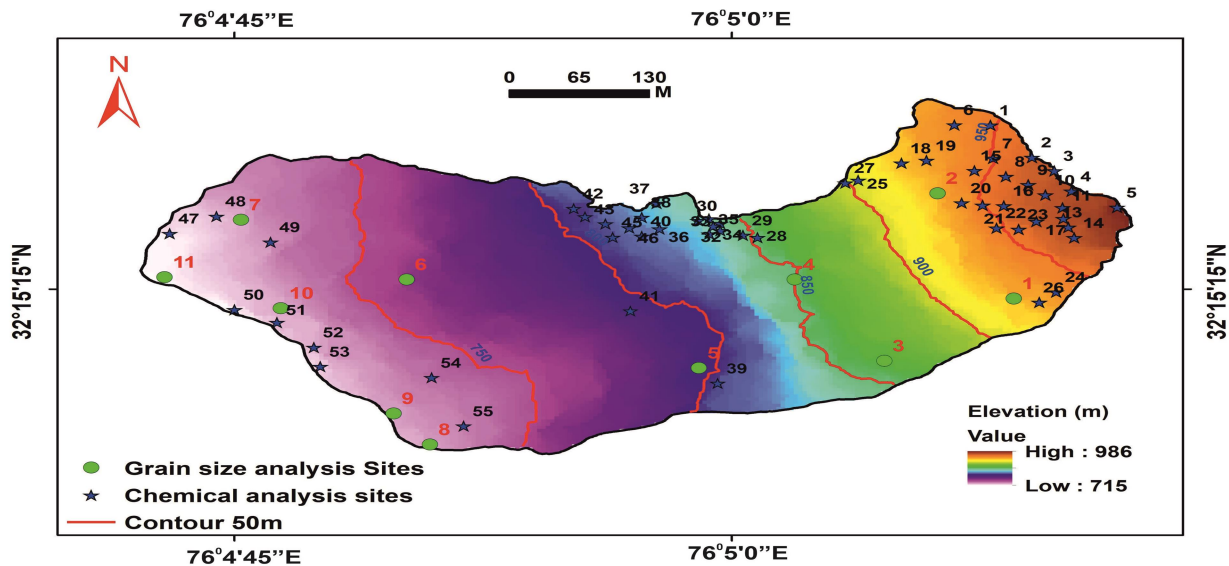 76°4'45"E 76°5'0"E
N
0 65 130
M
6 1
950
18 19 7 2
15 8 3
27 9 4
25 2 16 10 11 5
42 37 38 30 20
43 33 35 29 21 22 23 13
45 40 34 17 14
46 36 32 28
48 7
47
49
11 6 4 900 1 24
850 26
10
50 51 41
52 750
53 54 5 3
39
9 55
8
32°15'15"N
32°15'15"N
Elevation (m)
Value
High : 986
Low : 715
Grain size analysis Sites
Chemical analysis sites
Contour 50m
76°4'45"E 76°5'0"E